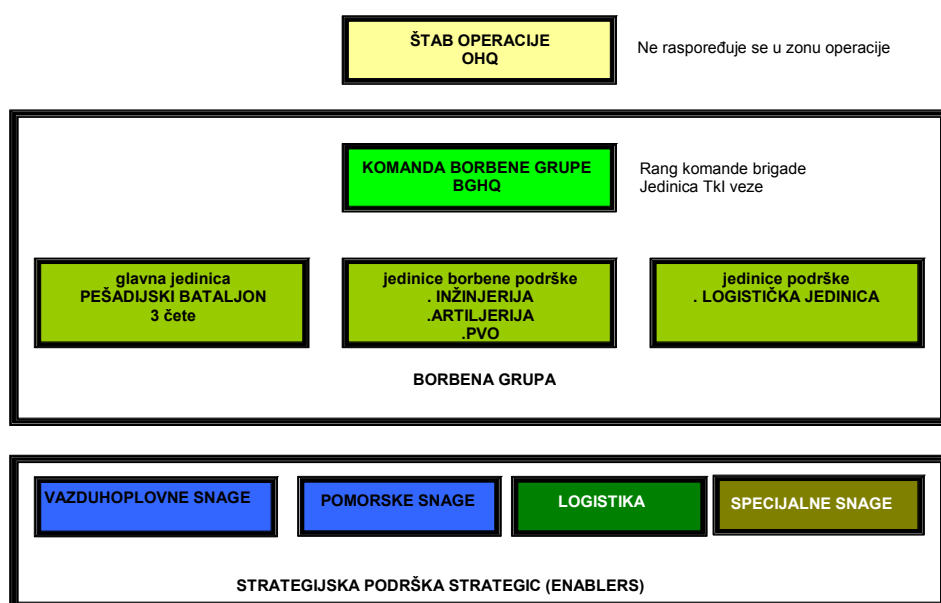 ŠTAB OPERACIJE
OHQ
Ne raspoređuje se u zonu operacije
KOMANDA BORBENE GRUPE
BGHQ
Rang komande brigade
Jedinica TkI veze
glavna jedinica
PEŠADIJSKI BATALJON
3 čete
jedinice borbene podrške
. INŽINJERIJA
.ARTILJERIJA
.PVO
jedinice podrške
. LOGISTIČKA JEDINICA
BORBENA GRUPA
VAZDUHOPLOVNE SNAGE
POMORSKE SNAGE
LOGISTIKA
SPECIJALNE SNAGE
STRATEGIJSKA PODRŠKA STRATEGIC (ENABLERS)